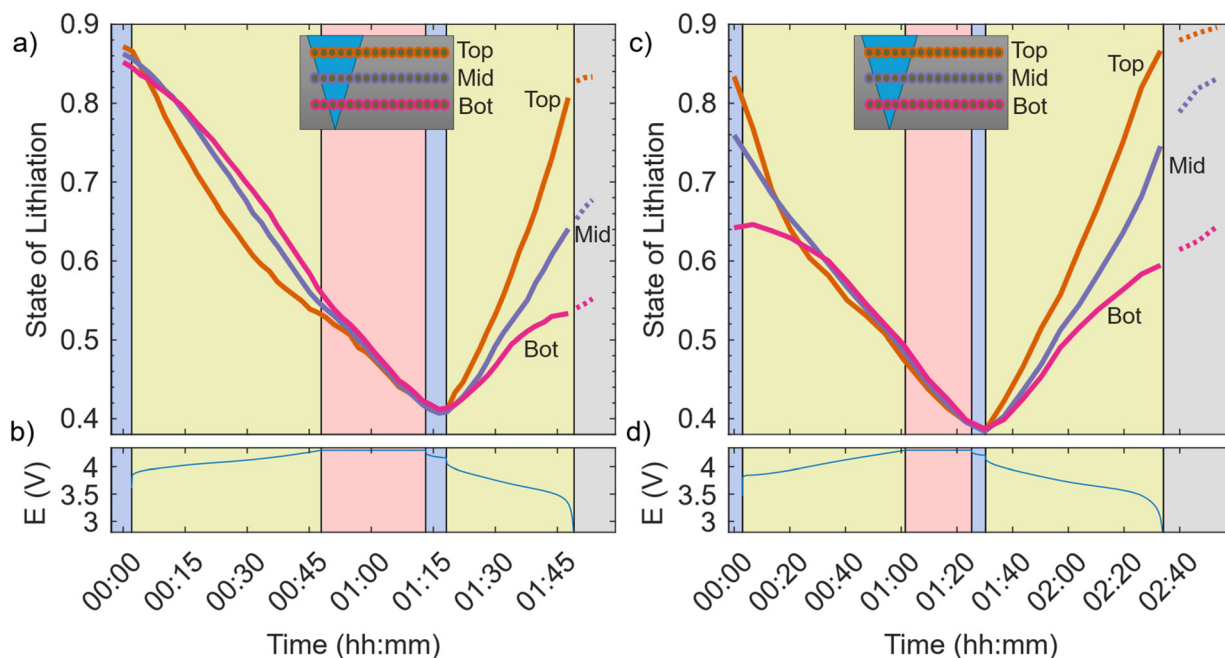 a)
State of Lithiation
0.9
0.8
0.7
0.6
0.5
0.4
Top
Mid
Bot
Top
Mid
Bot
b)
E (V)
4
3.5
3
00:00
00:15
00:30
00:45
01:00
01:15
01:30
01:45
Time (hh:mm)
c)
State of Lithiation
0.9
0.8
0.7
0.6
0.5
0.4
Top
Mid
Bot
Top
Mid
Bot
d)
E (V)
4
3.5
3
00:00
00:20
00:40
01:00
01:20
01:40
02:00
02:20
02:40
Time (hh:mm)